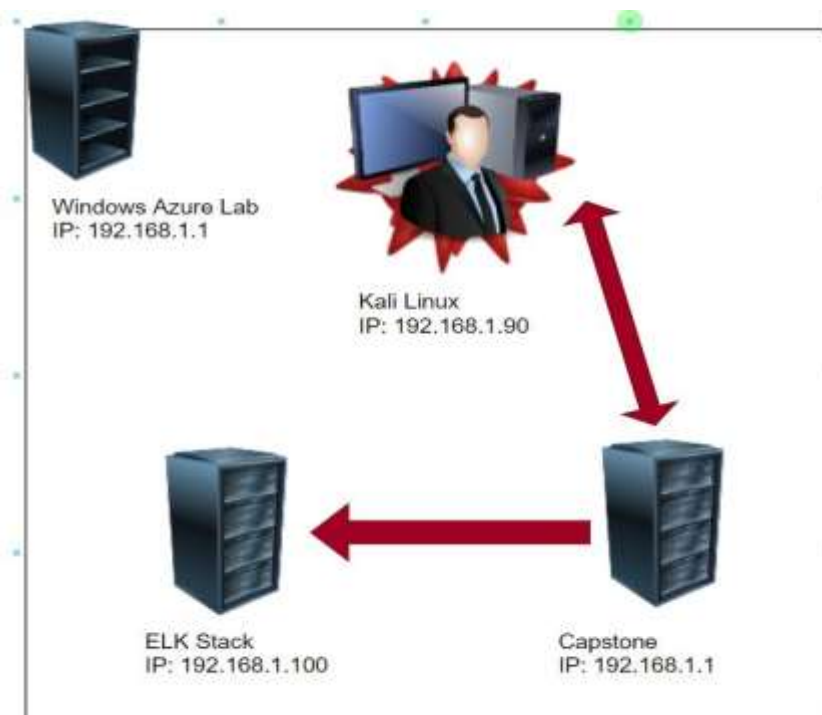 Windows Azure Lab
IP: 192.168.1.1
Kali Linux
IP: 192.168.1.90
ELK Stack
IP: 192.168.1.100
Capstone
IP: 192.168.1.1